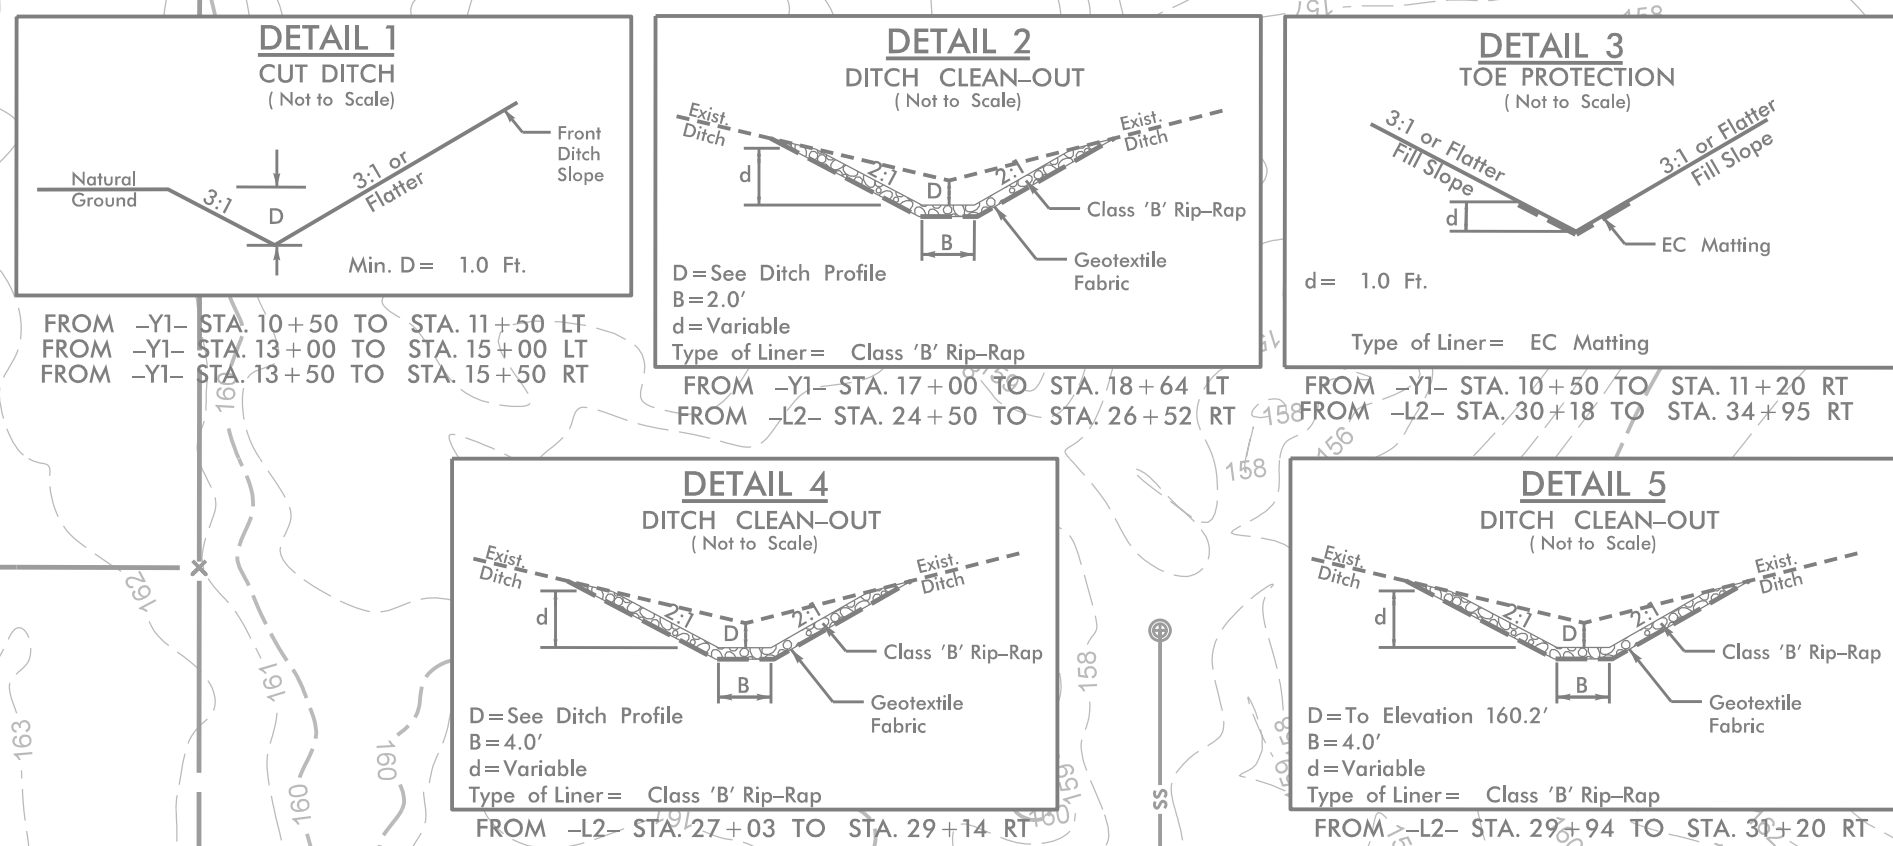 DETAIL 1
CUT DITCH
( Not to Scale)
Natural
Ground
3:1
D
3:1 or
Flatter
Front
Ditch
Slope
Min. D= 1.0 Ft.
FROM –Y1– STA. 10+50 TO STA. 11+50 LT
FROM –Y1– STA. 13+00 TO STA. 15+00 LT
FROM –Y1– STA. 13+50 TO STA. 15+50 RT
DETAIL 2
DITCH CLEAN–OUT
( Not to Scale)
Exist.
Ditch
Exist.
Ditch
d
2:1
D
2:1
Class 'B' Rip–Rap
B
Geotextile
Fabric
D=See Ditch Profile
B=2.0'
d=Variable
Type of Liner= Class 'B' Rip–Rap
FROM –Y1– STA. 17+00 TO STA. 18+64 LT
FROM –L2– STA. 24+50 TO STA. 26+52 RT
DETAIL 3
TOE PROTECTION
( Not to Scale)
3:1 or Flatter
Fill Slope
3:1 or Flatter
Fill Slope
d
EC Matting
d= 1.0 Ft.
Type of Liner= EC Matting
FROM –Y1– STA. 10+50 TO STA. 11+20 RT
FROM –L2– STA. 30+18 TO STA. 34+95 RT
DETAIL 4
DITCH CLEAN–OUT
( Not to Scale)
Exist.
Ditch
Exist.
Ditch
d
2:1
D
2:1
Class 'B' Rip–Rap
B
Geotextile
Fabric
D=See Ditch Profile
B=4.0'
d=Variable
Type of Liner= Class 'B' Rip–Rap
FROM –L2– STA. 27+03 TO STA. 29+14 RT
DETAIL 5
DITCH CLEAN–OUT
( Not to Scale)
Exist.
Ditch
Exist.
Ditch
d
2:1
D
2:1
Class 'B' Rip–Rap
B
Geotextile
Fabric
D=To Elevation 160.2'
B=4.0'
d=Variable
Type of Liner= Class 'B' Rip–Rap
FROM –L2– STA. 29+94 TO STA. 31+20 RT
157
158
160
158
156
158
162
161
163
160
160
158
159
160
161
SS